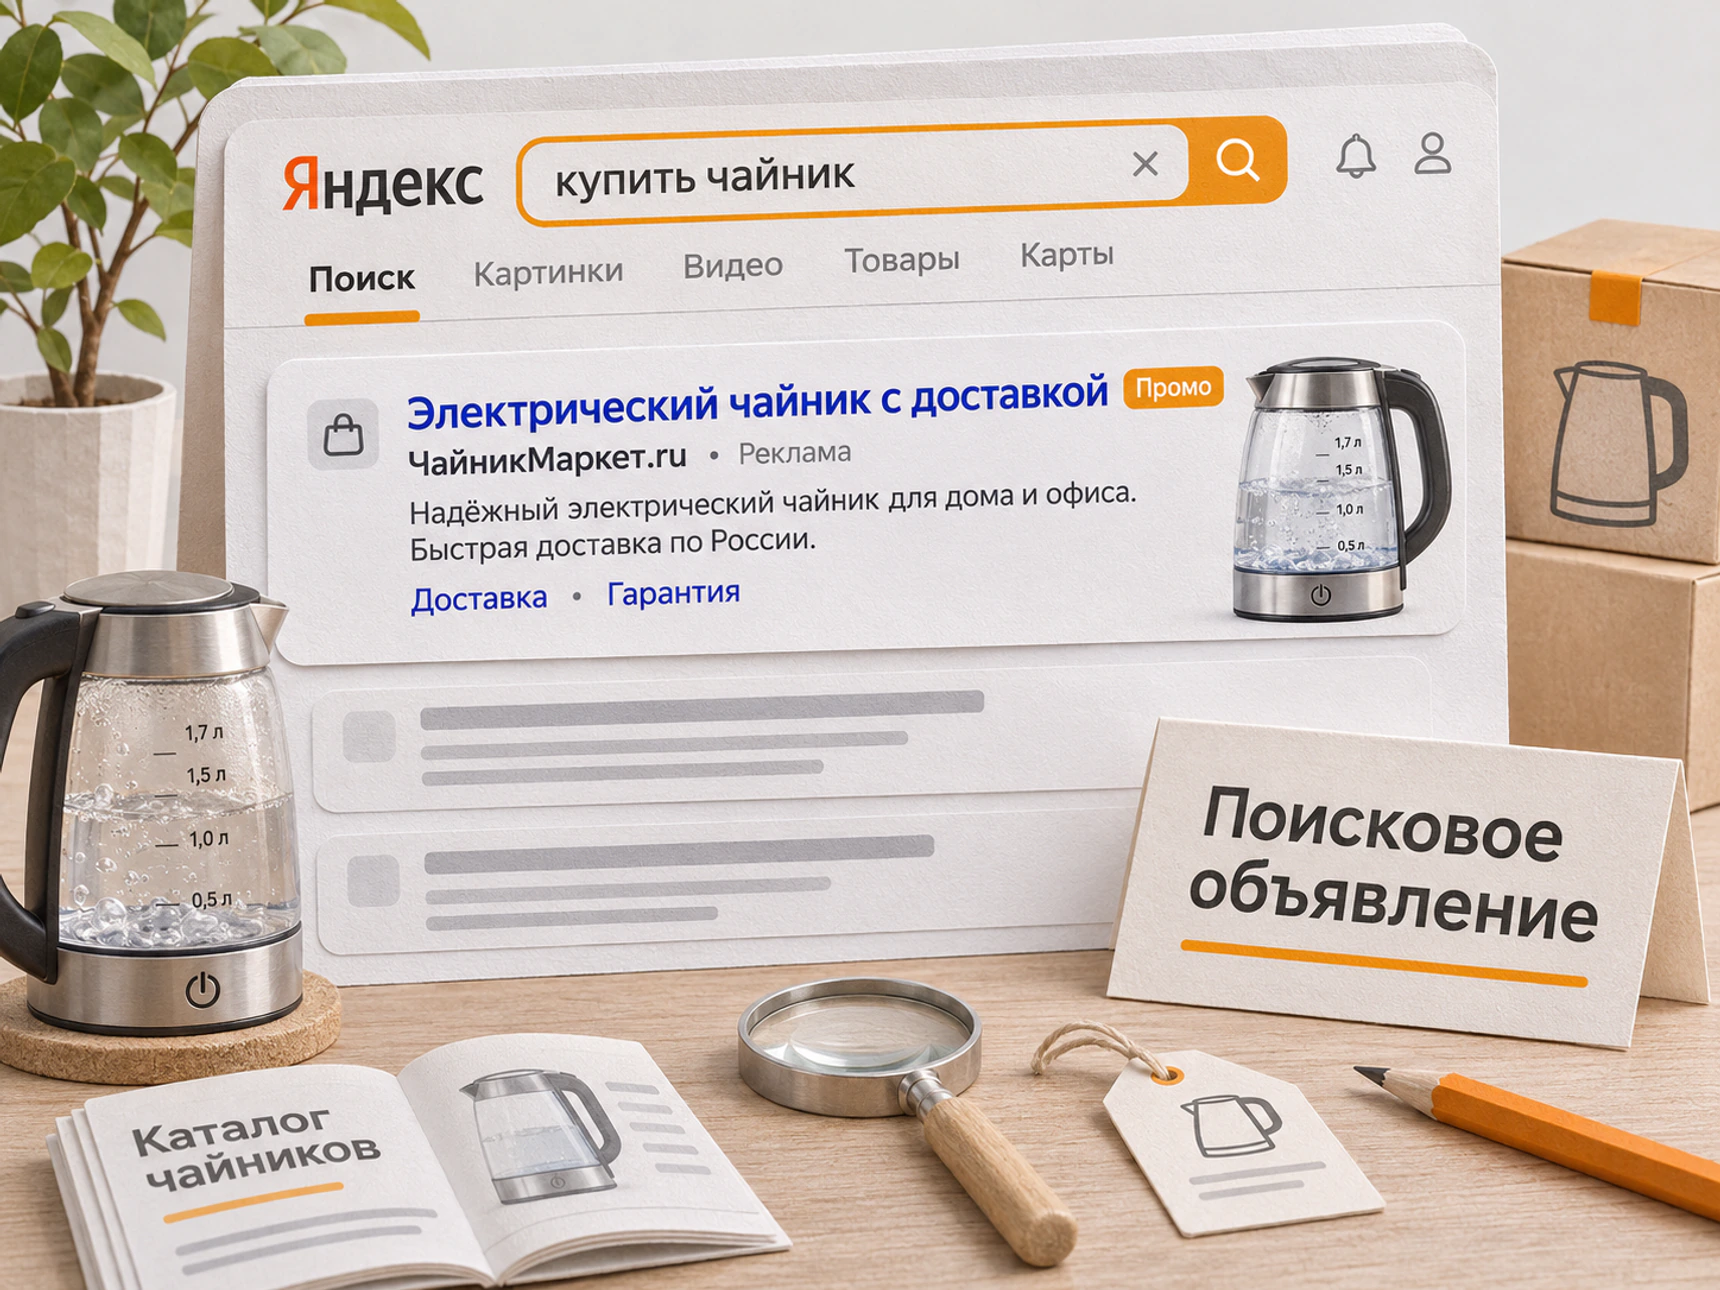 Яндекс
купить чайник
Поиск Картинки Видео Товары Карты
Электрический чайник с доставкой Промо
ЧайникМаркет.ru • Реклама
Надёжный электрический чайник для дома и офиса.
Быстрая доставка по России.
Доставка • Гарантия
1,7 л
1,5 л
1,0 л
0,5 л
1,7 л
1,5 л
1,0 л
0,5 л
Поисковое
объявление
Каталог
чайников